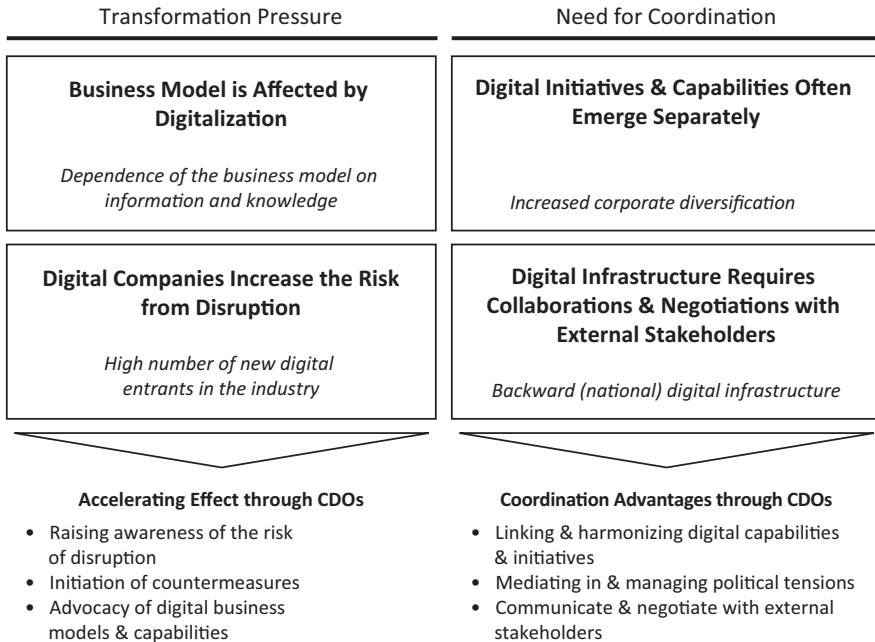 Transformation Pressure
Business Model is Affected by
Digitalization
Dependence of the business model on
information and knowledge
Digital Companies Increase the Risk
from Disruption
High number of new digital
entrants in the industry
Accelerating Effect through CDOs
• Raising awareness of the risk
of disruption
• Initiation of countermeasures
• Advocacy of digital business
models & capabilities
Need for Coordination
Digital Initiatives & Capabilities Often
Emerge Separately
Increased corporate diversification
Digital Infrastructure Requires
Collaborations & Negotiations with
External Stakeholders
Backward (national) digital infrastructure
Coordination Advantages through CDOs
• Linking & harmonizing digital capabilities
& initiatives
• Mediating in & managing political tensions
• Communicate & negotiate with external
stakeholders